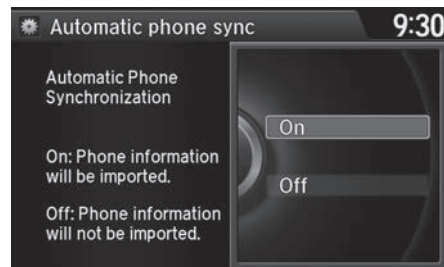 Automatic phone sync
9:30
Automatic Phone
Synchronization
On: Phone information
will be imported.
Off: Phone information
will not be imported.
On
Off